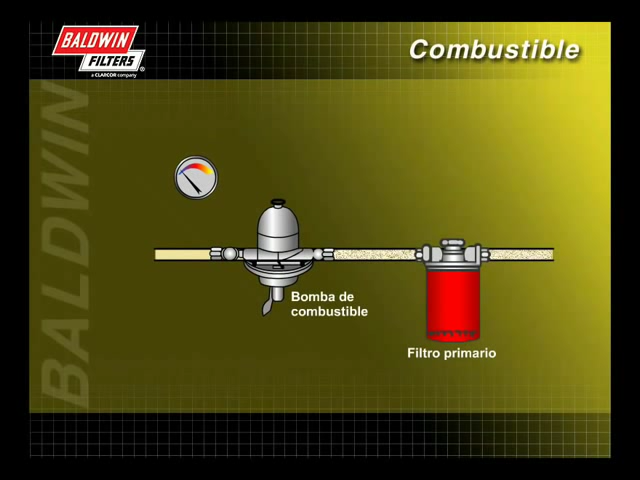 BALDWIN
FILTERS
a CLARCOR company
Combustible
BALDWIN
Bomba de
combustible
Filtro primario